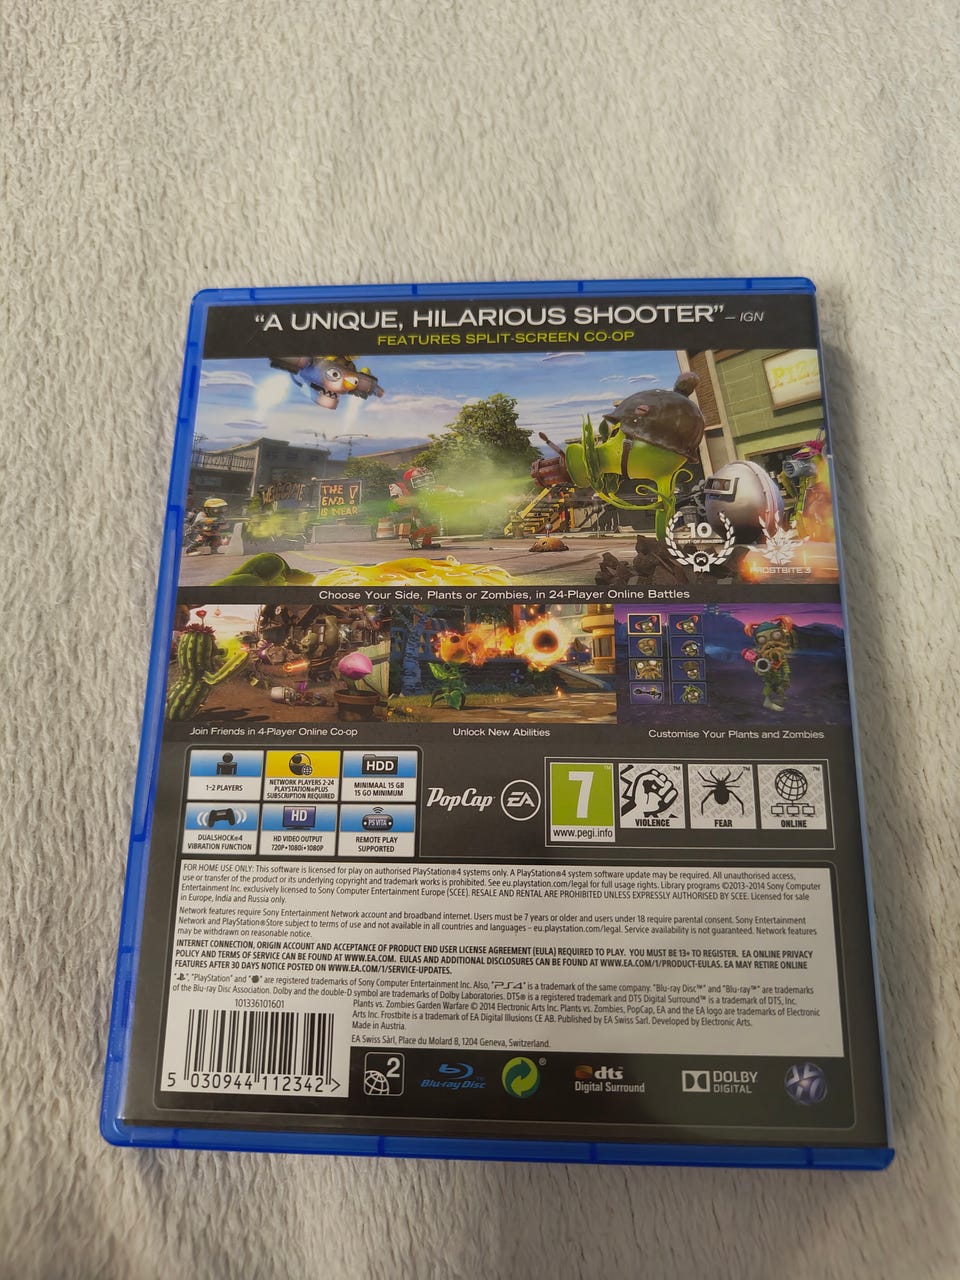 “A UNIQUE, HILARIOUS SHOOTER” – IGN
FEATURES SPLIT-SCREEN CO-OP
PIZZ
WELCOME
THE
END!
IS NEAR
10
BEST OF AWARDS
FROSTBITE 3
Choose Your Side, Plants or Zombies, in 24-Player Online Battles
Join Friends in 4-Player Online Co-op
Unlock New Abilities
Customise Your Plants and Zombies
1-2 PLAYERS
NETWORK PLAYERS 2-24
PLAYSTATION®PLUS
SUBSCRIPTION REQUIRED
HDD
MINIMAAL 15 GB
15 GO MINIMUM
DUALSHOCK®4
VIBRATION FUNCTION
HD
HD VIDEO OUTPUT
720P•1080i•1080P
PS VITA
REMOTE PLAY
SUPPORTED
PopCap EA
7
www.pegi.info
VIOLENCE
FEAR
ONLINE
FOR HOME USE ONLY: This software is licensed for play on authorised PlayStation®4 systems only. A PlayStation®4 system software update may be required. All unauthorised access,
use or transfer of the product or its underlying copyright and trademark works is prohibited. See eu.playstation.com/legal for full usage rights. Library programs ©2013-2014 Sony Computer
Entertainment Inc. exclusively licensed to Sony Computer Entertainment Europe (SCEE). RESALE AND RENTAL ARE PROHIBITED UNLESS EXPRESSLY AUTHORISED BY SCEE. Licensed for sale
in Europe, India and Russia only.
Network features require Sony Entertainment Network account and broadband internet. Users must be 7 years or older and users under 18 require parental consent. Sony Entertainment
Network and PlayStation®Store subject to terms of use and not available in all countries and languages – eu.playstation.com/legal. Service availability is not guaranteed. Network features
may be withdrawn on reasonable notice.
INTERNET CONNECTION, ORIGIN ACCOUNT AND ACCEPTANCE OF PRODUCT END USER LICENSE AGREEMENT (EULA) REQUIRED TO PLAY. YOU MUST BE 13+ TO REGISTER. EA ONLINE PRIVACY
POLICY AND TERMS OF SERVICE CAN BE FOUND AT WWW.EA.COM. EULAS AND ADDITIONAL DISCLOSURES CAN BE FOUND AT WWW.EA.COM/1/PRODUCT-EULAS. EA MAY RETIRE ONLINE
FEATURES AFTER 30 DAYS NOTICE POSTED ON WWW.EA.COM/1/SERVICE-UPDATES.
"PlayStation" and are registered trademarks of Sony Computer Entertainment Inc. Also, "PS4" is a trademark of the same company. "Blu-ray Disc™" and "Blu-ray™" are trademarks
of the Blu-ray Disc Association. Dolby and the double-D symbol are trademarks of Dolby Laboratories. DTS® is a registered trademark and DTS Digital Surround™ is a trademark of DTS, Inc.
Plants vs. Zombies Garden Warfare © 2014 Electronic Arts Inc. Plants vs. Zombies, PopCap, EA and the EA logo are trademarks of Electronic
Arts Inc. Frostbite is a trademark of EA Digital Illusions CE AB. Published by EA Swiss Sarl. Developed by Electronic Arts.
Made in Austria.
EA Swiss Sàrl, Place du Molard 8, 1204 Geneva, Switzerland.
101336101601
5 030944 112342 >
2
Blu-ray Disc
®
dts
Digital Surround
DOLBY
DIGITAL